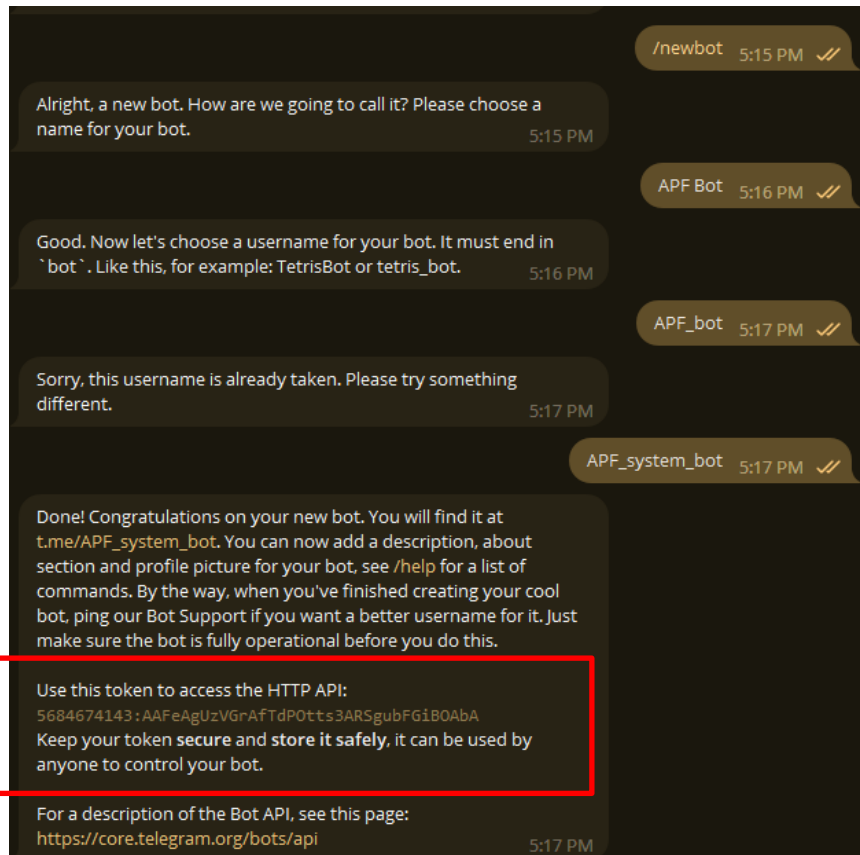 /newbot 5:15 PM
Alright, a new bot. How are we going to call it? Please choose a
name for your bot.
5:15 PM
APF Bot 5:16 PM
Good. Now let's choose a username for your bot. It must end in
`bot`. Like this, for example: TetrisBot or tetris_bot.
5:16 PM
APF_bot 5:17 PM
Sorry, this username is already taken. Please try something
different.
5:17 PM
APF_system_bot 5:17 PM
Done! Congratulations on your new bot. You will find it at
t.me/APF_system_bot. You can now add a description, about
section and profile picture for your bot, see /help for a list of
commands. By the way, when you've finished creating your cool
bot, ping our Bot Support if you want a better username for it. Just
make sure the bot is fully operational before you do this.
Use this token to access the HTTP API:
5684674143:AAFeAgUzVGrAfTdPOtts3ARSgubFGiBOAbA
Keep your token secure and store it safely, it can be used by
anyone to control your bot.
For a description of the Bot API, see this page:
https://core.telegram.org/bots/api
5:17 PM